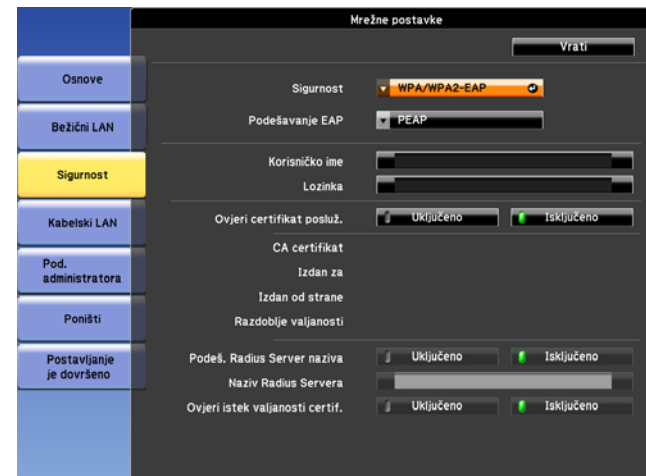 Mrežne postavke
Vrati
Osnove
Bežični LAN
Sigurnost
Kabelski LAN
Pod.
administratora
Poništi
Postavljanje
je dovršeno
Sigurnost WPA/WPA2-EAP
Podešavanje EAP PEAP
Korisničko ime
Lozinka
Ovjeri certifikat posluž. Uključeno Isključeno
CA certifikat
Izdan za
Izdan od strane
Razdoblje valjanosti
Podeš. Radius Server naziva Uključeno Isključeno
Naziv Radius Servera
Ovjeri istek valjanosti certif. Uključeno Isključeno